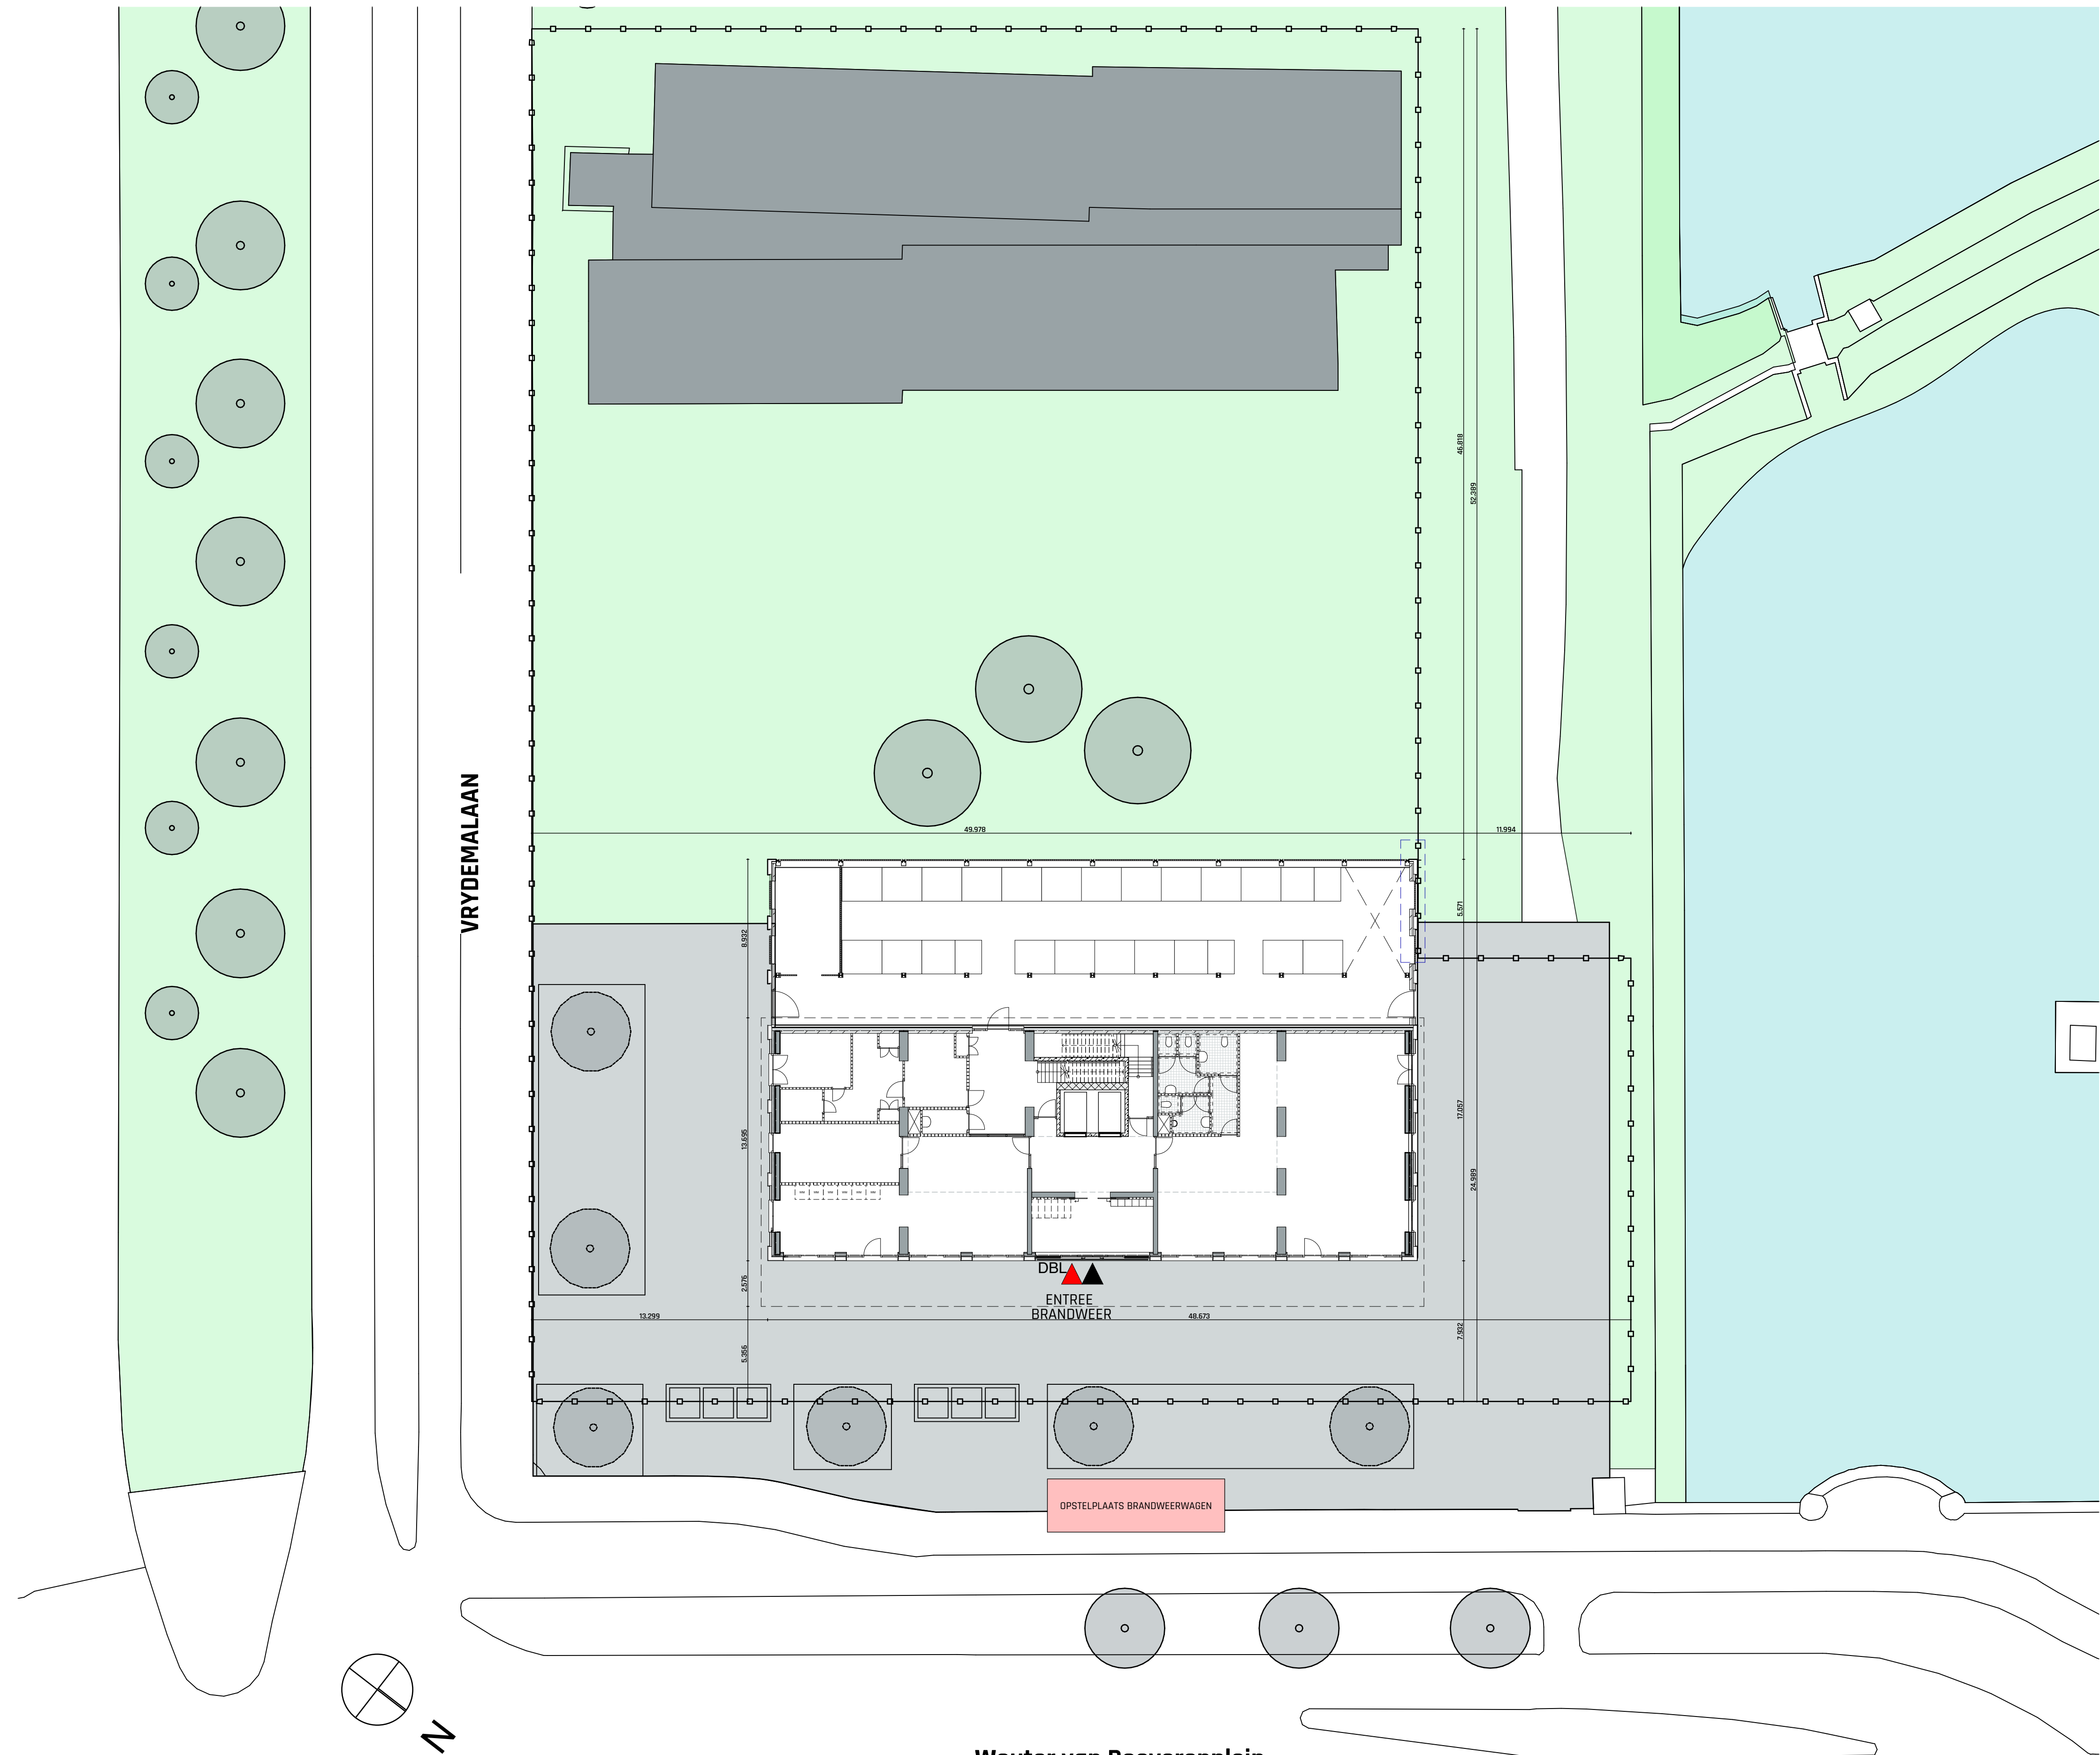 46.818
52.389
VRYDEMALAAN
49.978
11.994
5.571
8.932
17.057
13.695
24.989
2.576
DBL
ENTREE
BRANDWEER
13.299
48.673
7.932
5.356
OPSTELPLAATS BRANDWEERWAGEN
N